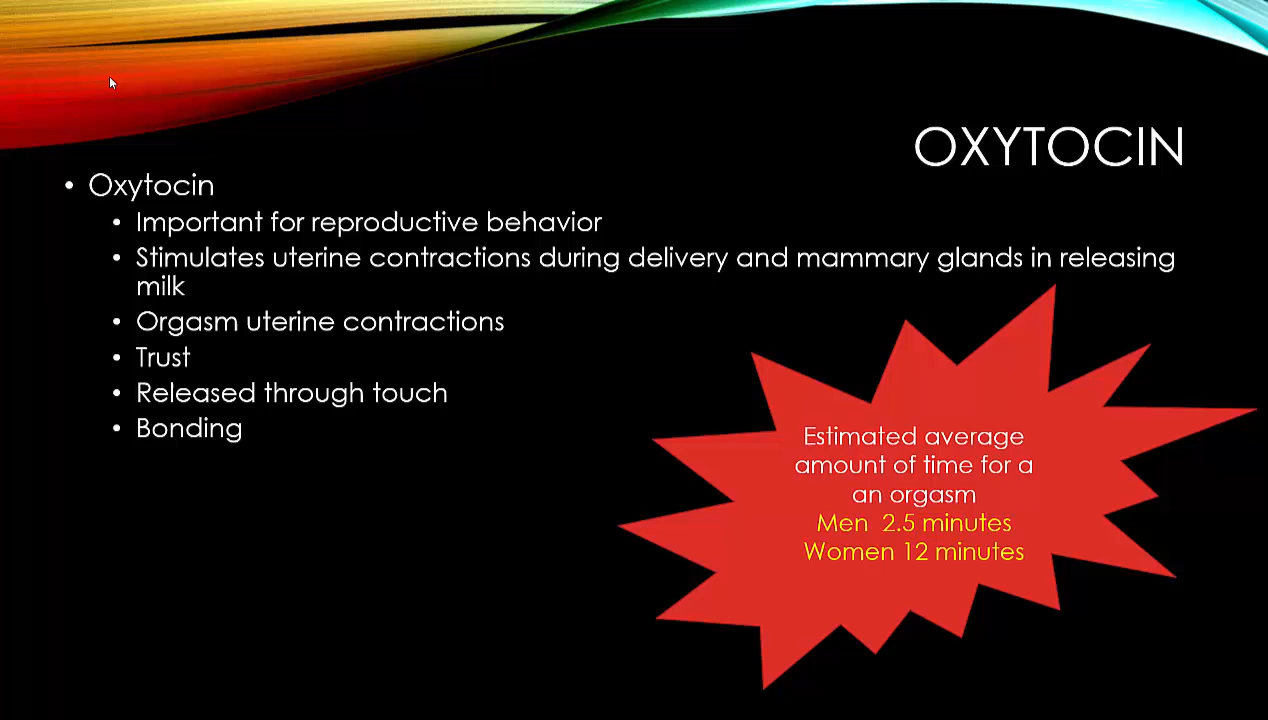 OXYTOCIN
• Oxytocin
• Important for reproductive behavior
• Stimulates uterine contractions during delivery and mammary glands in releasing
milk
• Orgasm uterine contractions
• Trust
• Released through touch
• Bonding
Estimated average
amount of time for a
an orgasm
Men  2.5 minutes
Women 12 minutes